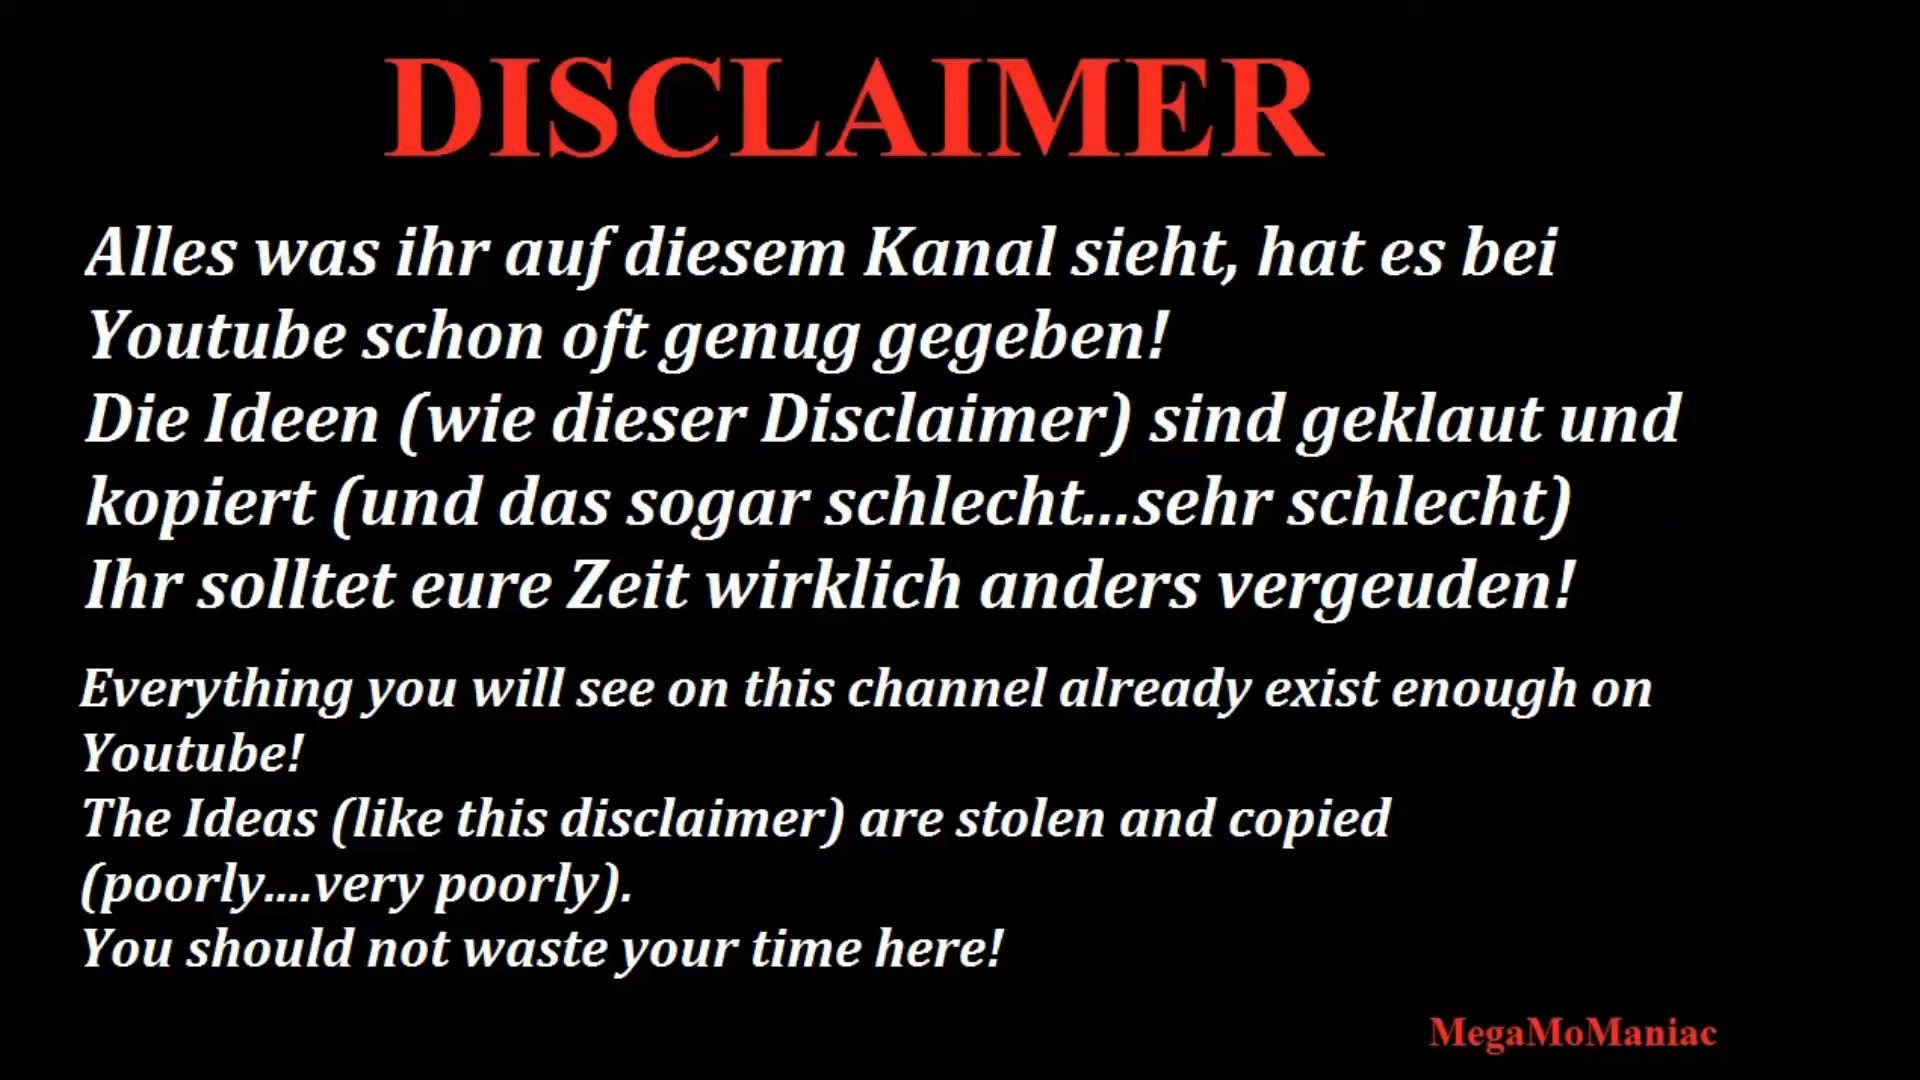 DISCLAIMER
Alles was ihr auf diesem Kanal sieht, hat es bei
Youtube schon oft genug gegeben!
Die Ideen (wie dieser Disclaimer) sind geklaut und
kopiert (und das sogar schlecht...sehr schlecht)
Ihr solltet eure Zeit wirklich anders vergeuden!
Everything you will see on this channel already exist enough on
Youtube!
The Ideas (like this disclaimer) are stolen and copied
(poorly....very poorly).
You should not waste your time here!
MegaMoManiac